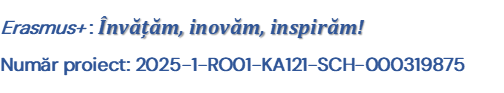 Erasmus+: Învățăm, inovăm, inspirăm!
Număr proiect: 2025-1-RO01-KA121-SCH-000319875